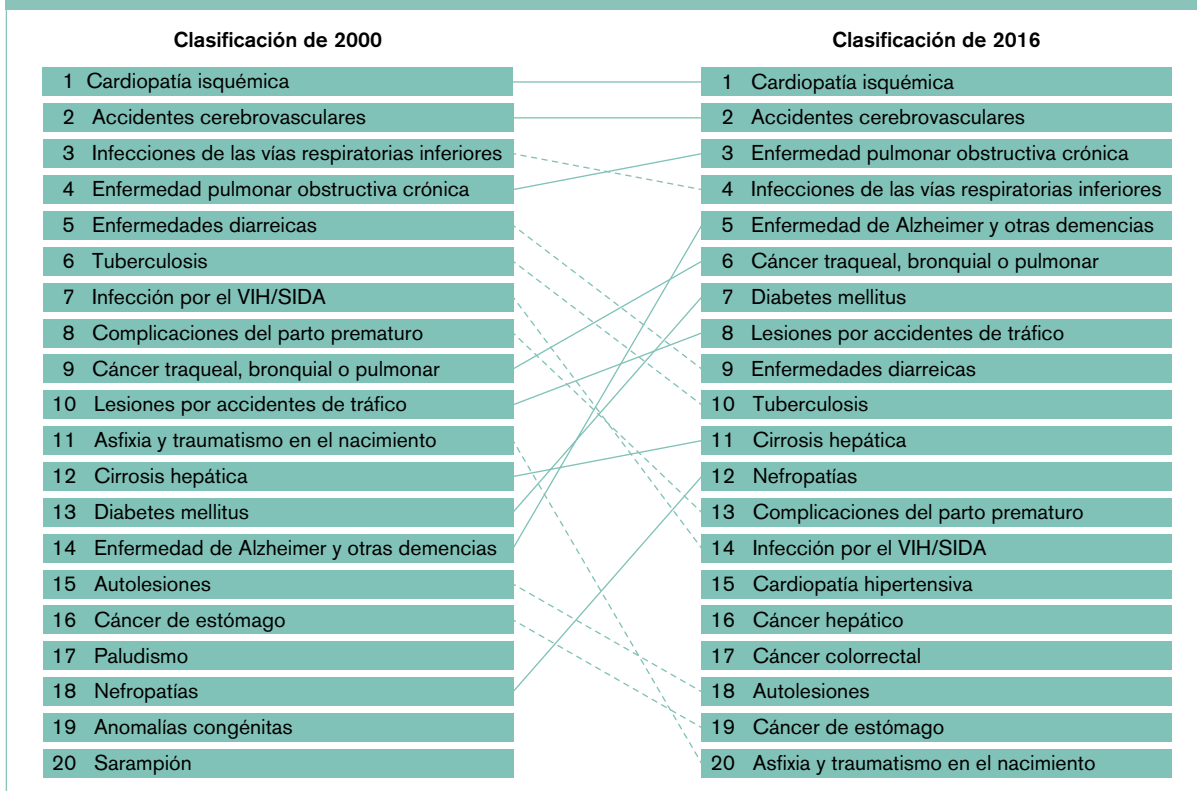 Clasificación de 2000
1 Cardiopatía isquémica
2 Accidentes cerebrovasculares
3 Infecciones de las vías respiratorias inferiores
4 Enfermedad pulmonar obstructiva crónica
5 Enfermedades diarreicas
6 Tuberculosis
7 Infección por el VIH/SIDA
8 Complicaciones del parto prematuro
9 Cáncer traqueal, bronquial o pulmonar
10 Lesiones por accidentes de tráfico
11 Asfixia y traumatismo en el nacimiento
12 Cirrosis hepática
13 Diabetes mellitus
14 Enfermedad de Alzheimer y otras demencias
15 Autolesiones
16 Cáncer de estómago
17 Paludismo
18 Nefropatías
19 Anomalías congénitas
20 Sarampión
Clasificación de 2016
1 Cardiopatía isquémica
2 Accidentes cerebrovasculares
3 Enfermedad pulmonar obstructiva crónica
4 Infecciones de las vías respiratorias inferiores
5 Enfermedad de Alzheimer y otras demencias
6 Cáncer traqueal, bronquial o pulmonar
7 Diabetes mellitus
8 Lesiones por accidentes de tráfico
9 Enfermedades diarreicas
10 Tuberculosis
11 Cirrosis hepática
12 Nefropatías
13 Complicaciones del parto prematuro
14 Infección por el VIH/SIDA
15 Cardiopatía hipertensiva
16 Cáncer hepático
17 Cáncer colorrectal
18 Autolesiones
19 Cáncer de estómago
20 Asfixia y traumatismo en el nacimiento